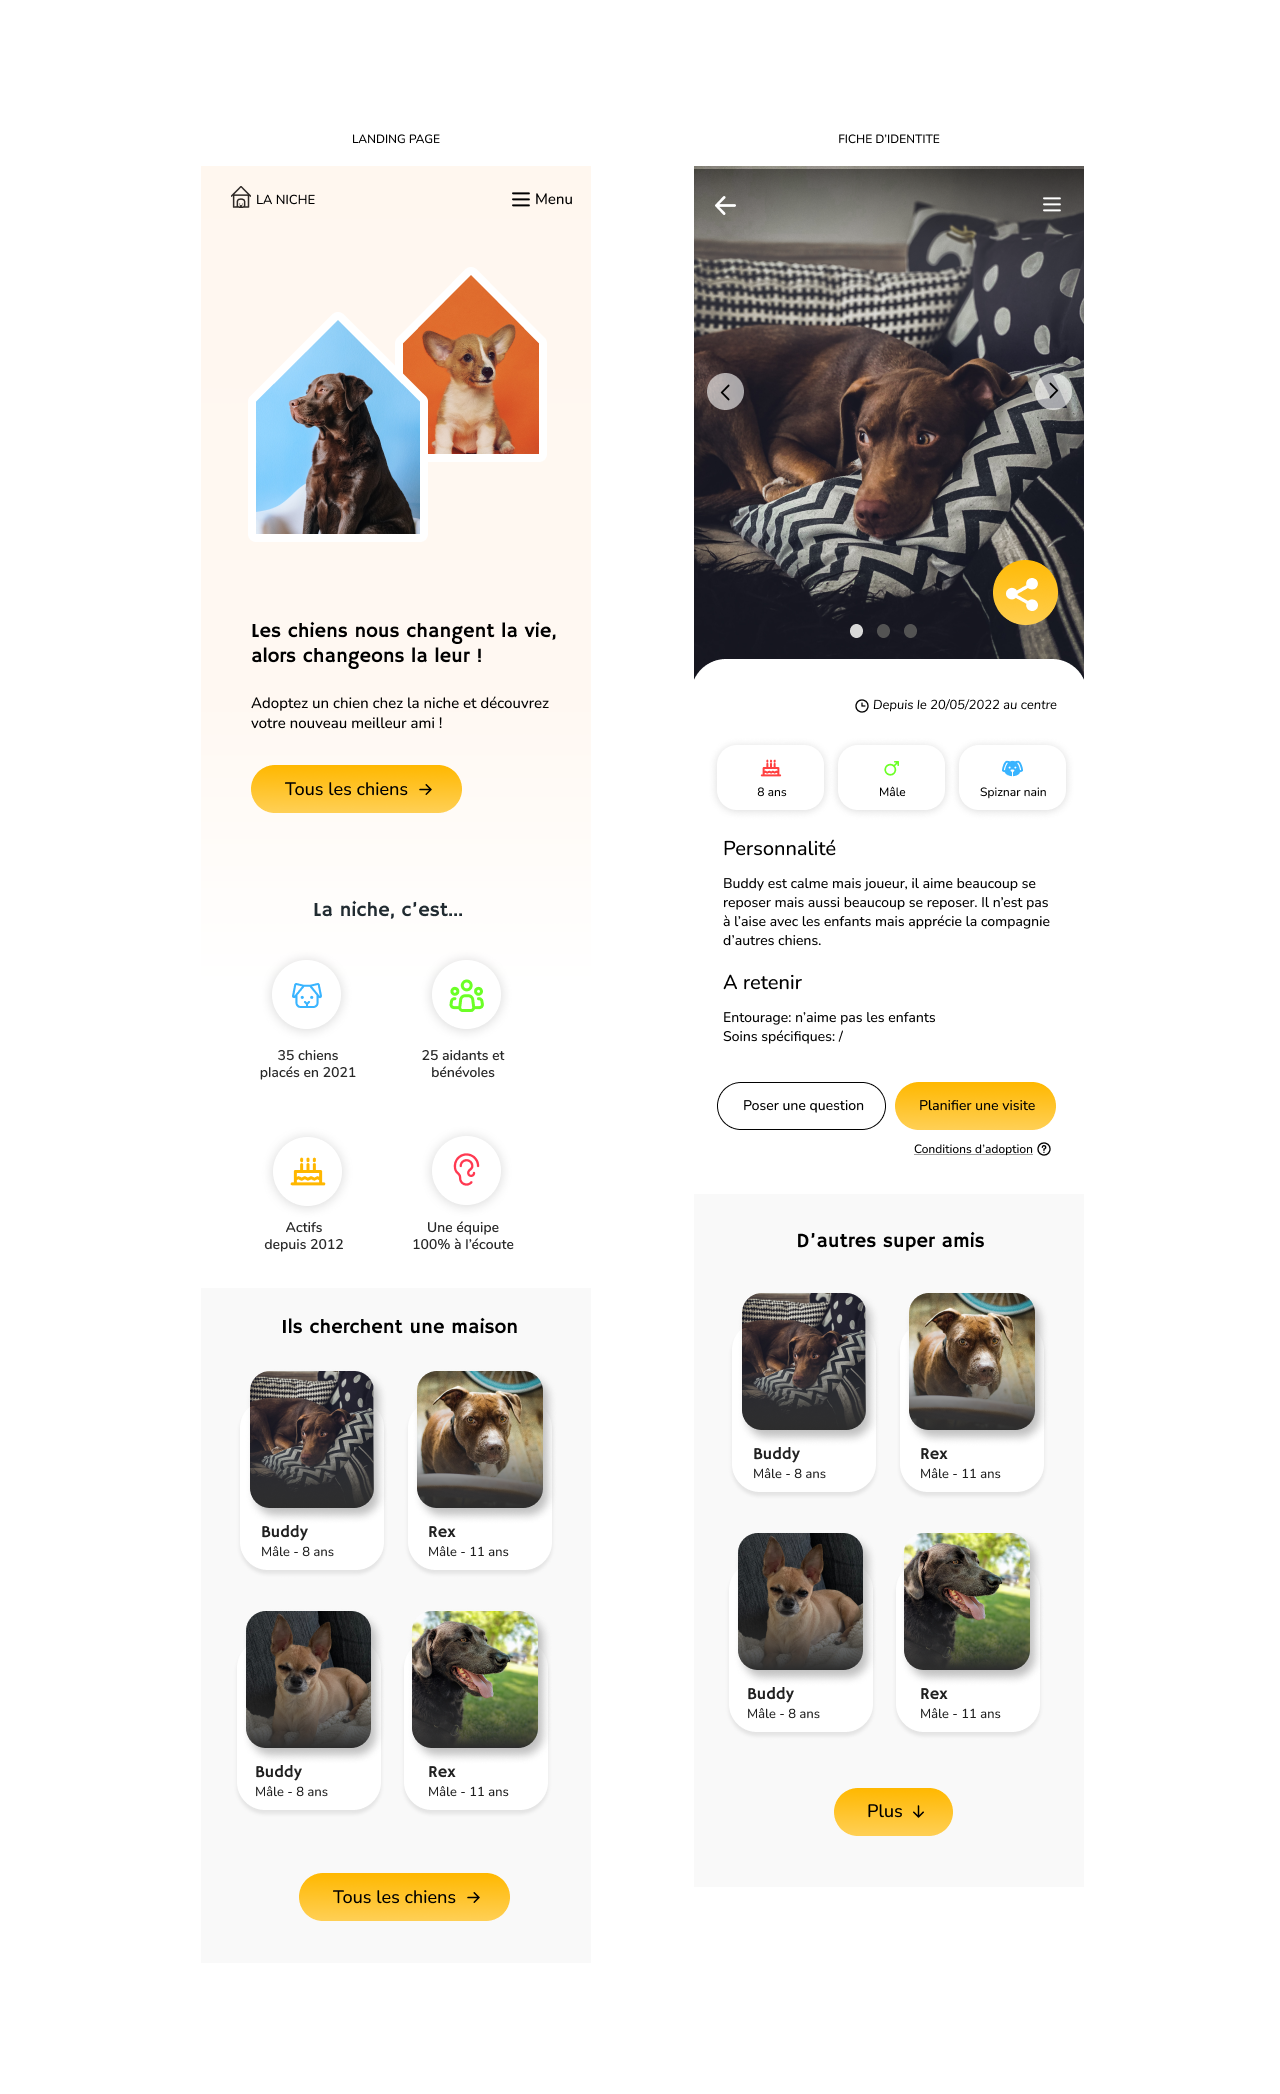 LANDING PAGE
LA NICHE
Menu
Les chiens nous changent la vie,
alors changeons la leur !
Adoptez un chien chez la niche et découvrez
votre nouveau meilleur ami !
Tous les chiens
La niche, c’est...
35 chiens
placés en 2021
25 aidants et
bénévoles
Actifs
depuis 2012
Une équipe
100% à l’écoute
Ils cherchent une maison
Buddy
Mâle - 8 ans
Rex
Mâle - 11 ans
Buddy
Mâle - 8 ans
Rex
Mâle - 11 ans
Tous les chiens
FICHE D’IDENTITE
Depuis le 20/05/2022 au centre
8 ans
Mâle
Spiznar nain
Personnalité
Buddy est calme mais joueur, il aime beaucoup se
reposer mais aussi beaucoup se reposer. Il n’est pas
à l’aise avec les enfants mais apprécie la compagnie
d’autres chiens.
A retenir
Entourage: n’aime pas les enfants
Soins spécifiques: /
Poser une question
Planifier une visite
Conditions d’adoption
D’autres super amis
Buddy
Mâle - 8 ans
Rex
Mâle - 11 ans
Buddy
Mâle - 8 ans
Rex
Mâle - 11 ans
Plus